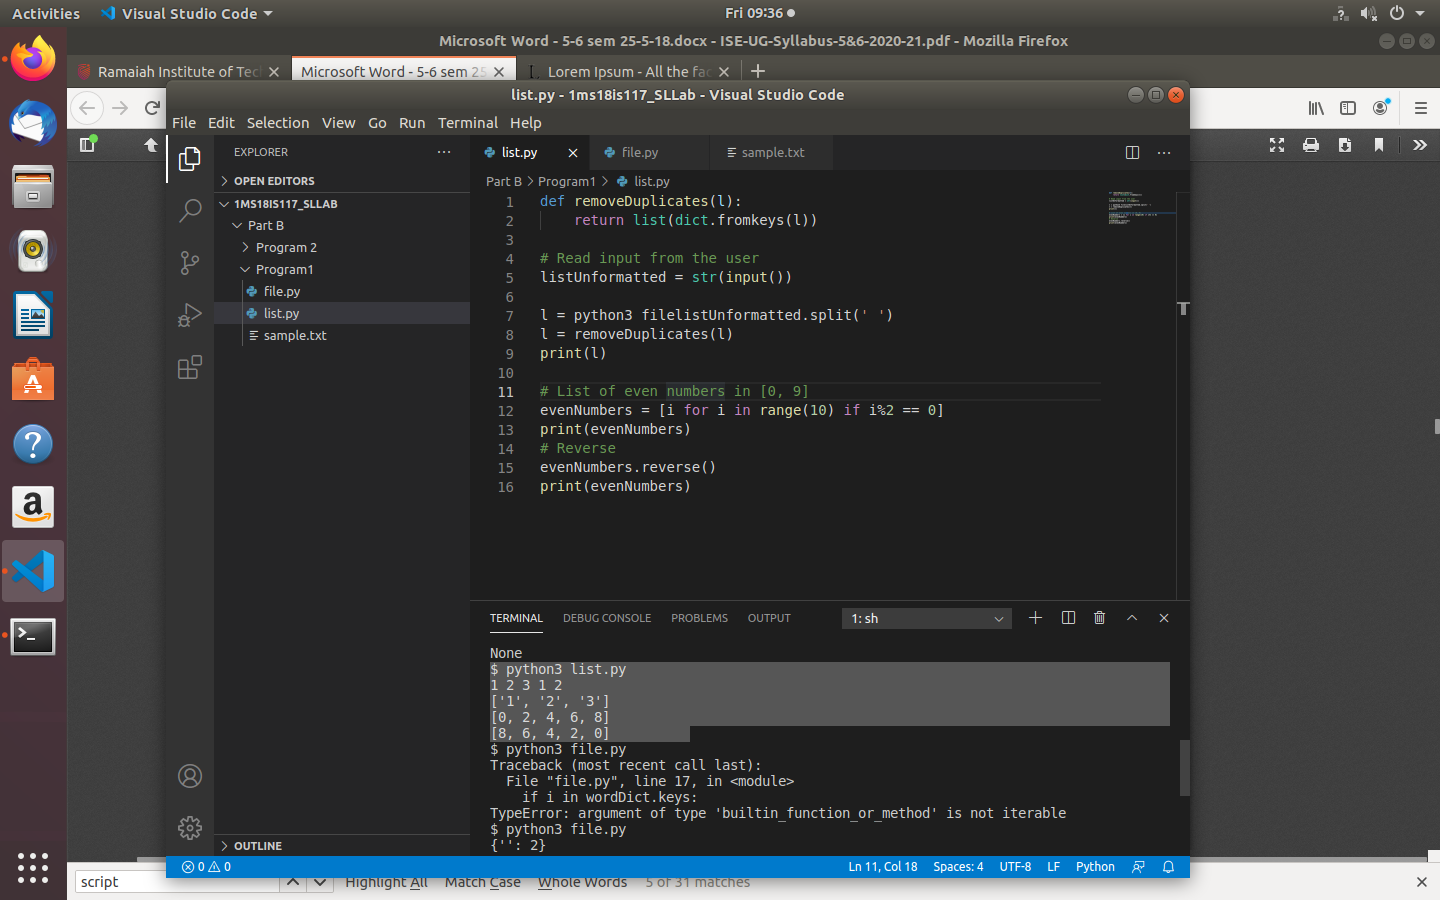 Activities
Visual Studio Code
Fri 09:36
Microsoft Word - 5-6 sem 25-5-18.docx - ISE-UG-Syllabus-5&6-2020-21.pdf - Mozilla Firefox
Ramaiah Institute of Tec
Microsoft Word - 5-6 sem 25
Lorem Ipsum - All the fac
list.py - 1ms18is117_SLLab - Visual Studio Code
File Edit Selection View Go Run Terminal Help
EXPLORER
OPEN EDITORS
1MS18IS117_SLLAB
Part B
Program 2
Program1
file.py
list.py
sample.txt
OUTLINE
list.py
file.py
sample.txt
Part B > Program1 > list.py
1 def removeDuplicates(l):
2     return list(dict.fromkeys(l))
3
4 # Read input from the user
5 listUnformatted = str(input())
6
7 l = python3 filelistUnformatted.split(' ')
8 l = removeDuplicates(l)
9 print(l)
10
11 # List of even numbers in [0, 9]
12 evenNumbers = [i for i in range(10) if i%2 == 0]
13 print(evenNumbers)
14 # Reverse
15 evenNumbers.reverse()
16 print(evenNumbers)
TERMINAL DEBUG CONSOLE PROBLEMS OUTPUT
1: sh
None
$ python3 list.py
1 2 3 1 2
['1', '2', '3']
[0, 2, 4, 6, 8]
[8, 6, 4, 2, 0]
$ python3 file.py
Traceback (most recent call last):
  File "file.py", line 17, in <module>
    if i in wordDict.keys:
TypeError: argument of type 'builtin_function_or_method' is not iterable
$ python3 file.py
{'': 2}
0 0
Ln 11, Col 18 Spaces: 4 UTF-8 LF Python
script
Highlight All Match Case Whole Words 5 of 31 matches